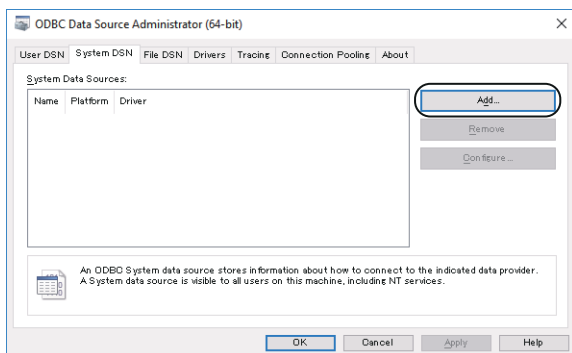 ODBC Data Source Administrator (64-bit)
User DSN System DSN File DSN Drivers Tracing Connection Pooling About
System Data Sources:
Name Platform Driver
Add...
Remove
Configure...
An ODBC System data source stores information about how to connect to the indicated data provider.
A System data source is visible to all users on this machine, including NT services.
OK Cancel Apply Help